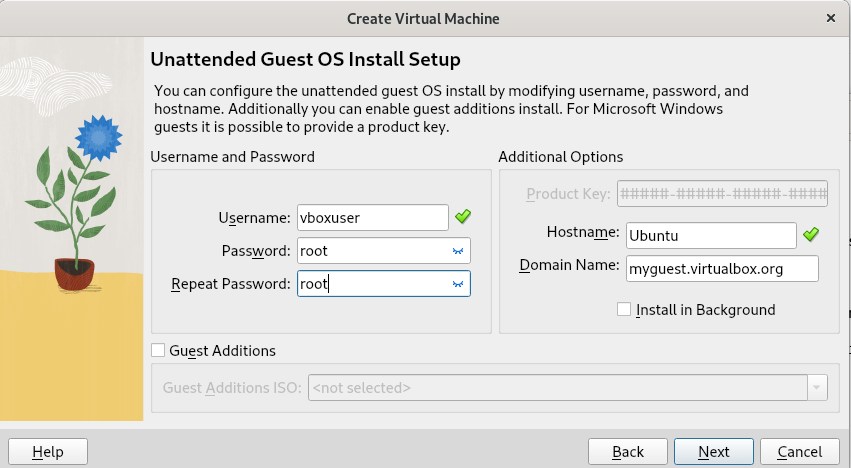 Create Virtual Machine
Unattended Guest OS Install Setup
You can configure the unattended guest OS install by modifying username, password, and
hostname. Additionally you can enable guest additions install. For Microsoft Windows
guests it is possible to provide a product key.
Username and Password
Username: vboxuser
Password: root
Repeat Password: root
Additional Options
Product Key: #####-#####-#####-####
Hostname: Ubuntu
Domain Name: myguest.virtualbox.org
Install in Background
Guest Additions
Guest Additions ISO: <not selected>
Help
Back
Next
Cancel